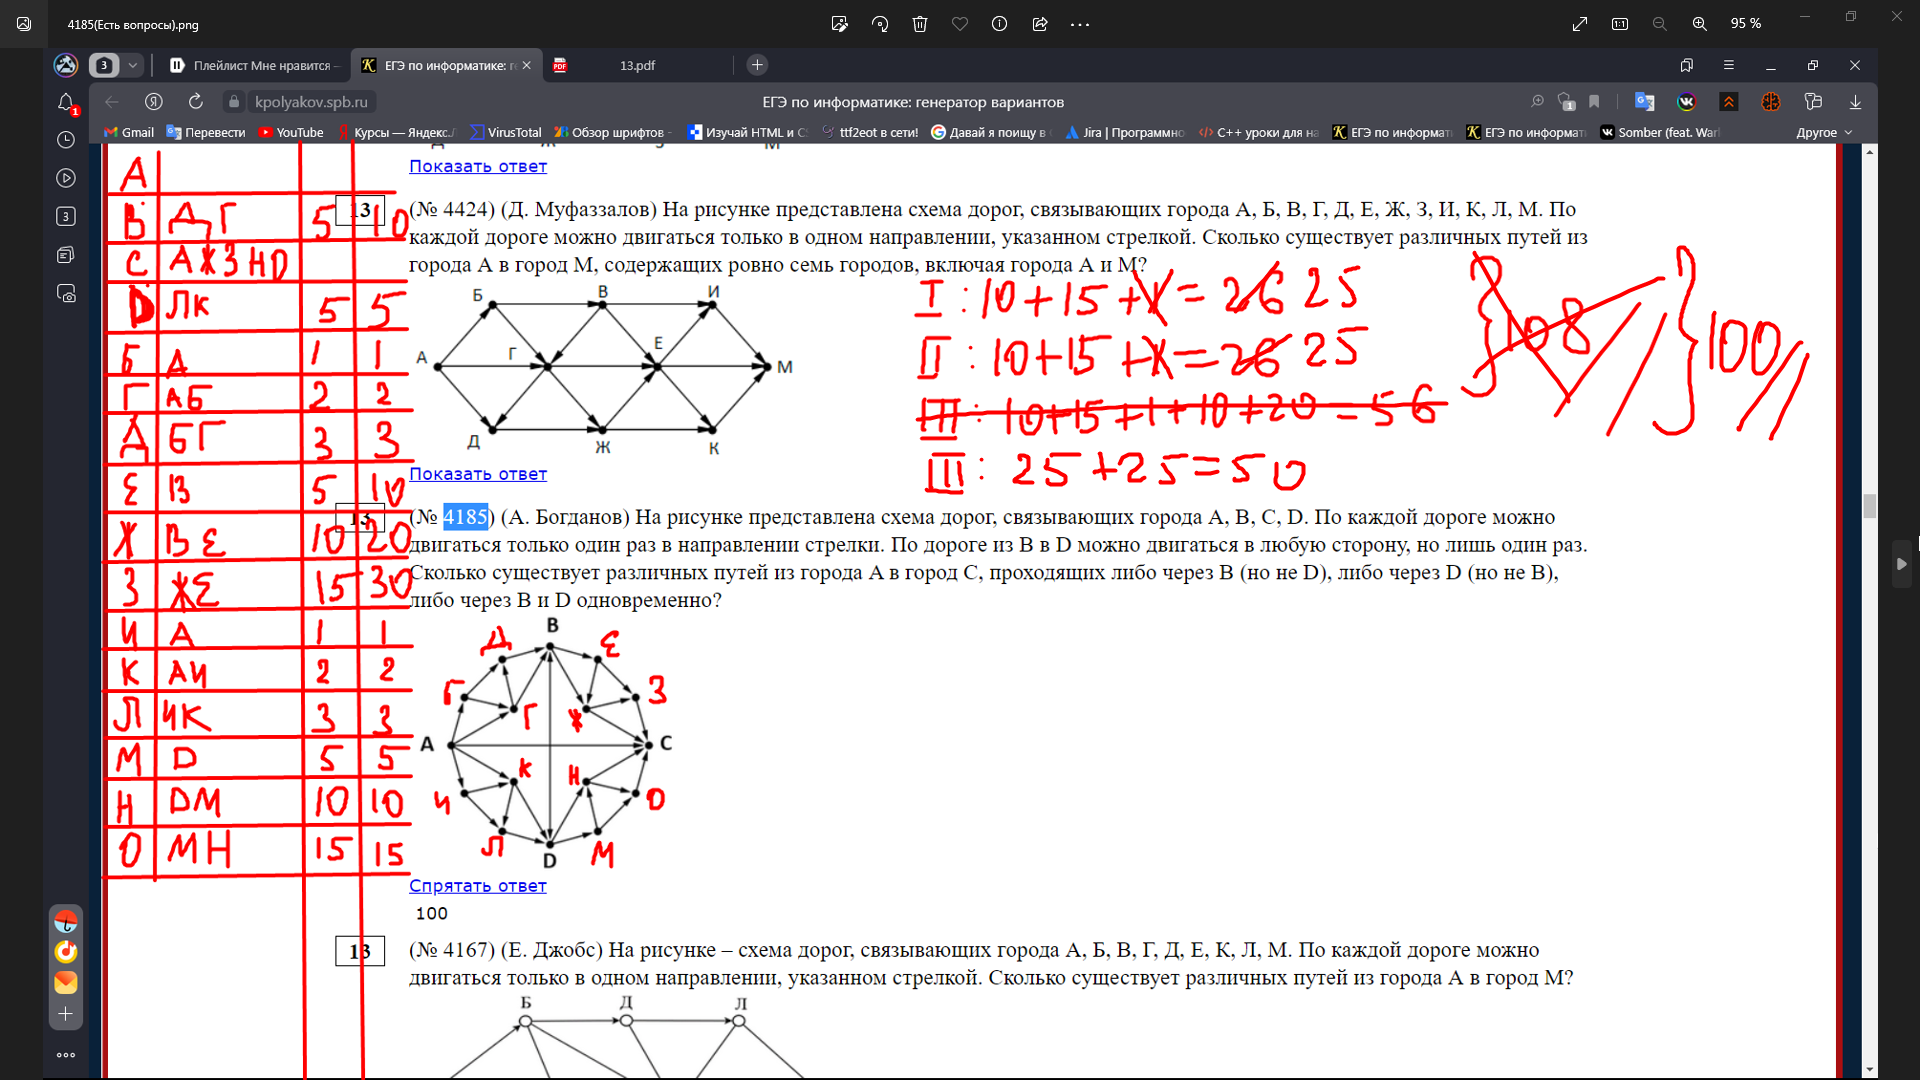 4185(Есть вопросы).png
95 %
3
Плейлист Мне нравится
ЕГЭ по информатике: г
13.pdf
kpolyakov.spb.ru
ЕГЭ по информатике: генератор вариантов
1
Gmail
Перевести
YouTube
Курсы — Яндекс.
VirusTotal
Обзор шрифтов -
Изучай HTML и C
ttf2eot в сети!
Давай я поищу в
Jira | Программно
C++ уроки для на
ЕГЭ по информат
ЕГЭ по информат
Somber (feat. War
Другое
Показать ответ
13
(№ 4424) (Д. Муфаззалов) На рисунке представлена схема дорог, связывающих города А, Б, В, Г, Д, Е, Ж, З, И, К, Л, М. По
каждой дороге можно двигаться только в одном направлении, указанном стрелкой. Сколько существует различных путей из
города А в город М, содержащих ровно семь городов, включая города А и М?
Б В И
А Г Е М
Д Ж К
I : 10+15+1=26 25
II : 10+15+1=26 25
III : 10+15+1+10+20=56
III : 25+25=50
108
100
Показать ответ
13
(№ 4185) (А. Богданов) На рисунке представлена схема дорог, связывающих города A, B, C, D. По каждой дороге можно
двигаться только один раз в направлении стрелки. По дороге из B в D можно двигаться в любую сторону, но лишь один раз.
Сколько существует различных путей из города A в город C, проходящих либо через B (но не D), либо через D (но не B),
либо через B и D одновременно?
B
Д Е
Г З
Г Ж
A C
К Н
И О
Л М
D
А
В ДГ 5 10
С АЖЗНО
D ЛК 5 5
Б А 1 1
Г АБ 2 2
Д БГ 3 3
Е В 5 10
Ж ВЕ 10 20
З ЖЕ 15 30
И А 1 1
К АИ 2 2
Л ИК 3 3
М D 5 5
Н DМ 10 10
О МН 15 15
Спрятать ответ
100
13
(№ 4167) (Е. Джобс) На рисунке – схема дорог, связывающих города А, Б, В, Г, Д, Е, К, Л, М. По каждой дороге можно
двигаться только в одном направлении, указанном стрелкой. Сколько существует различных путей из города А в город М?
Б Д Л